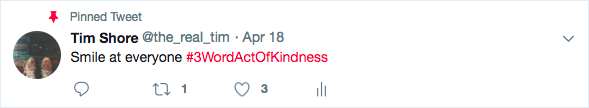 Pinned Tweet
Tim Shore @the_real_tim · Apr 18
Smile at everyone #3WordActOfKindness
1 3